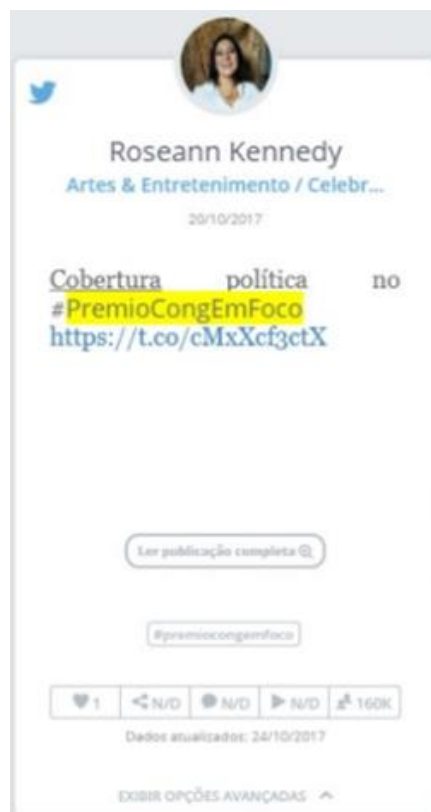 Roseann Kennedy
Artes & Entretenimento / Celebr...
20/10/2017
Cobertura política no
#PremioCongEmFoco
https://t.co/cMxXcf3ctX
Ler publicação completa
#premiocongemfoco
1 N/D N/D N/D 160K
Dados atualizados: 24/10/2017
EXIBIR OPÇÕES AVANÇADAS